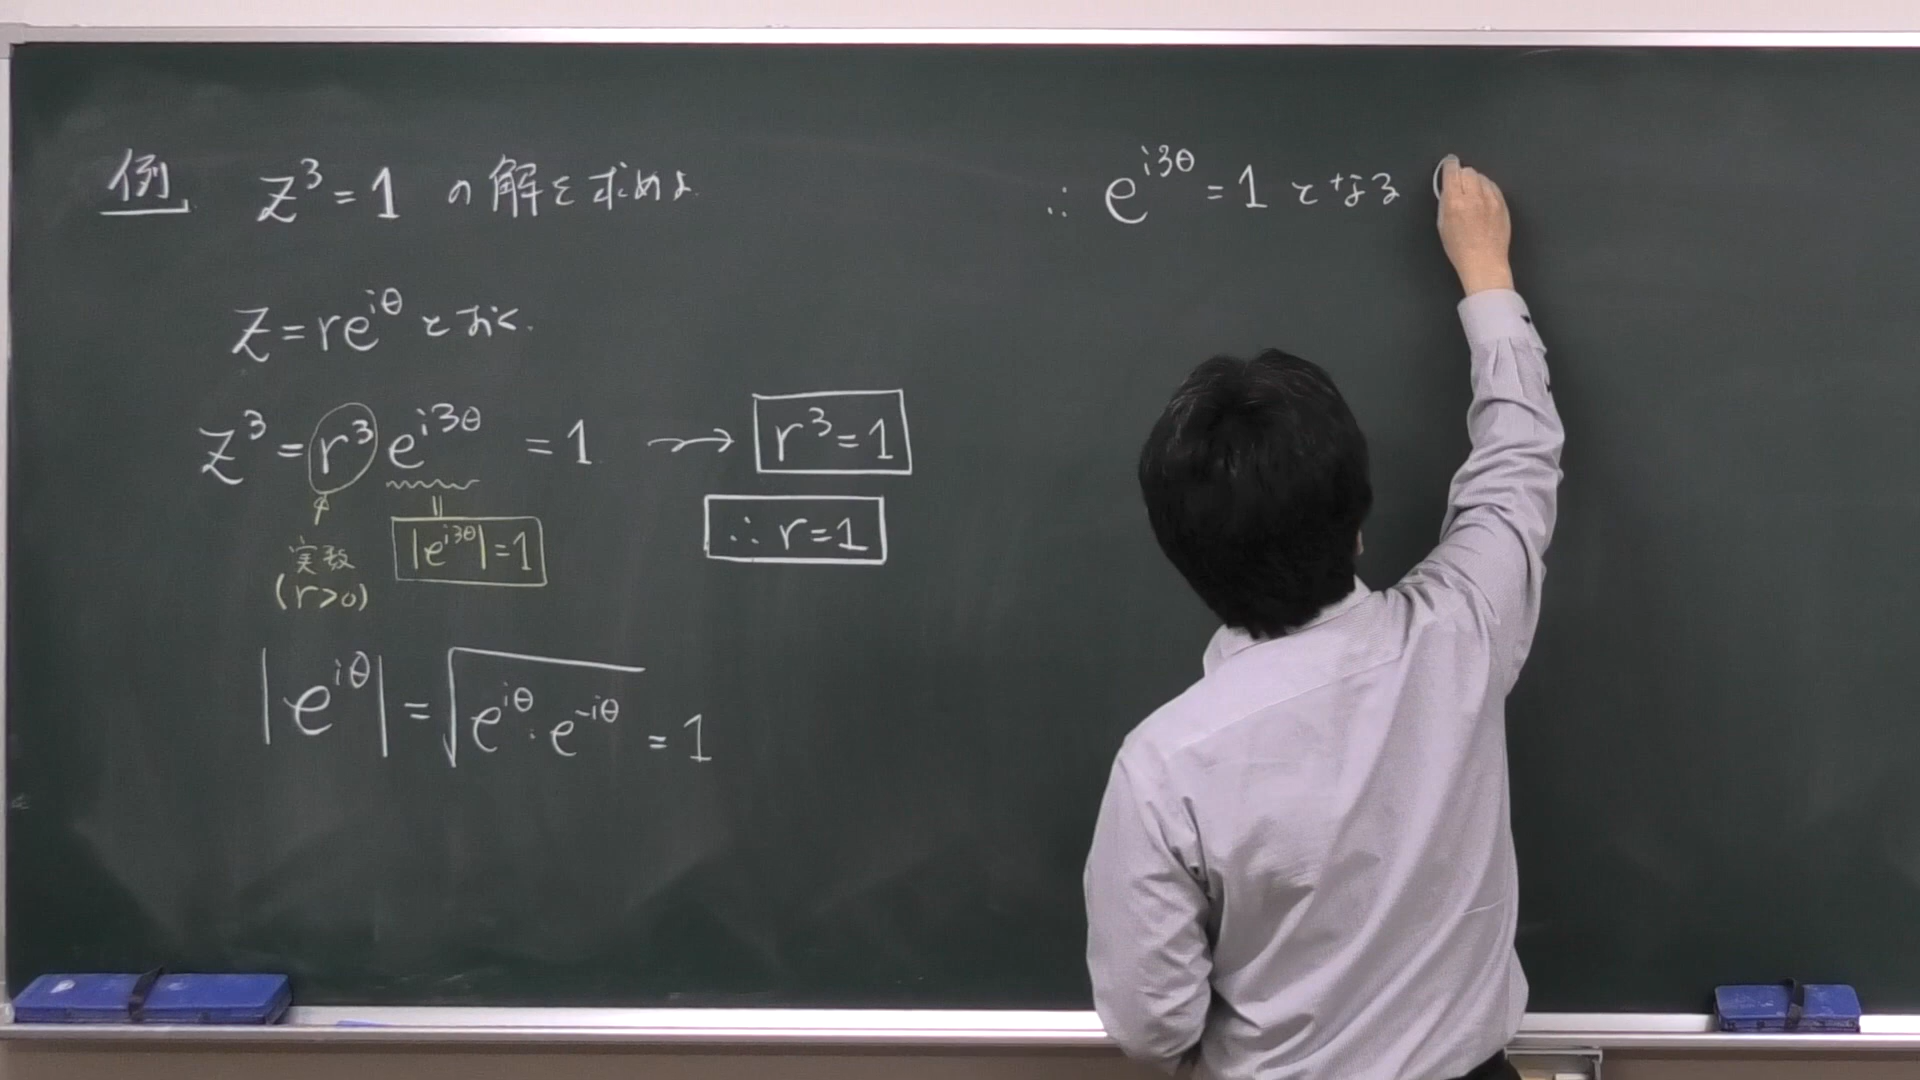 例 z³=1 の解を求めよ.
z=re^{iθ} とおく.
z³=r³e^{i3θ} =1 → r³=1
∴ r=1
実数
(r>0)
|e^{i3θ}|=1
|e^{iθ}|=√(e^{iθ}·e^{-iθ}) =1
∴ e^{i3θ}=1 となる